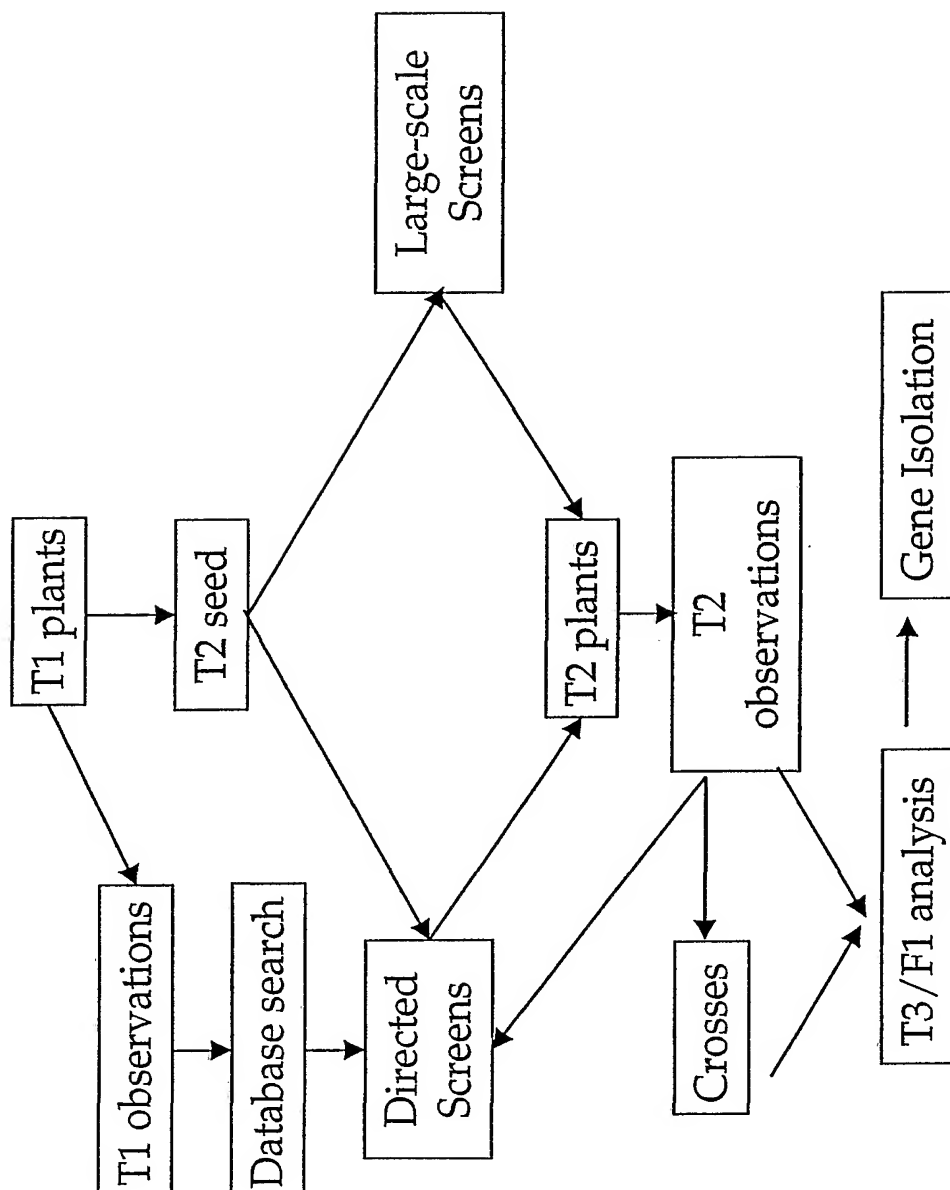 T1 plants
T1 observations
T2 seed
Database search
Directed
Screens
Large-scale
Screens
T2 plants
T2
observations
Crosses
T3/F1 analysis
Gene Isolation